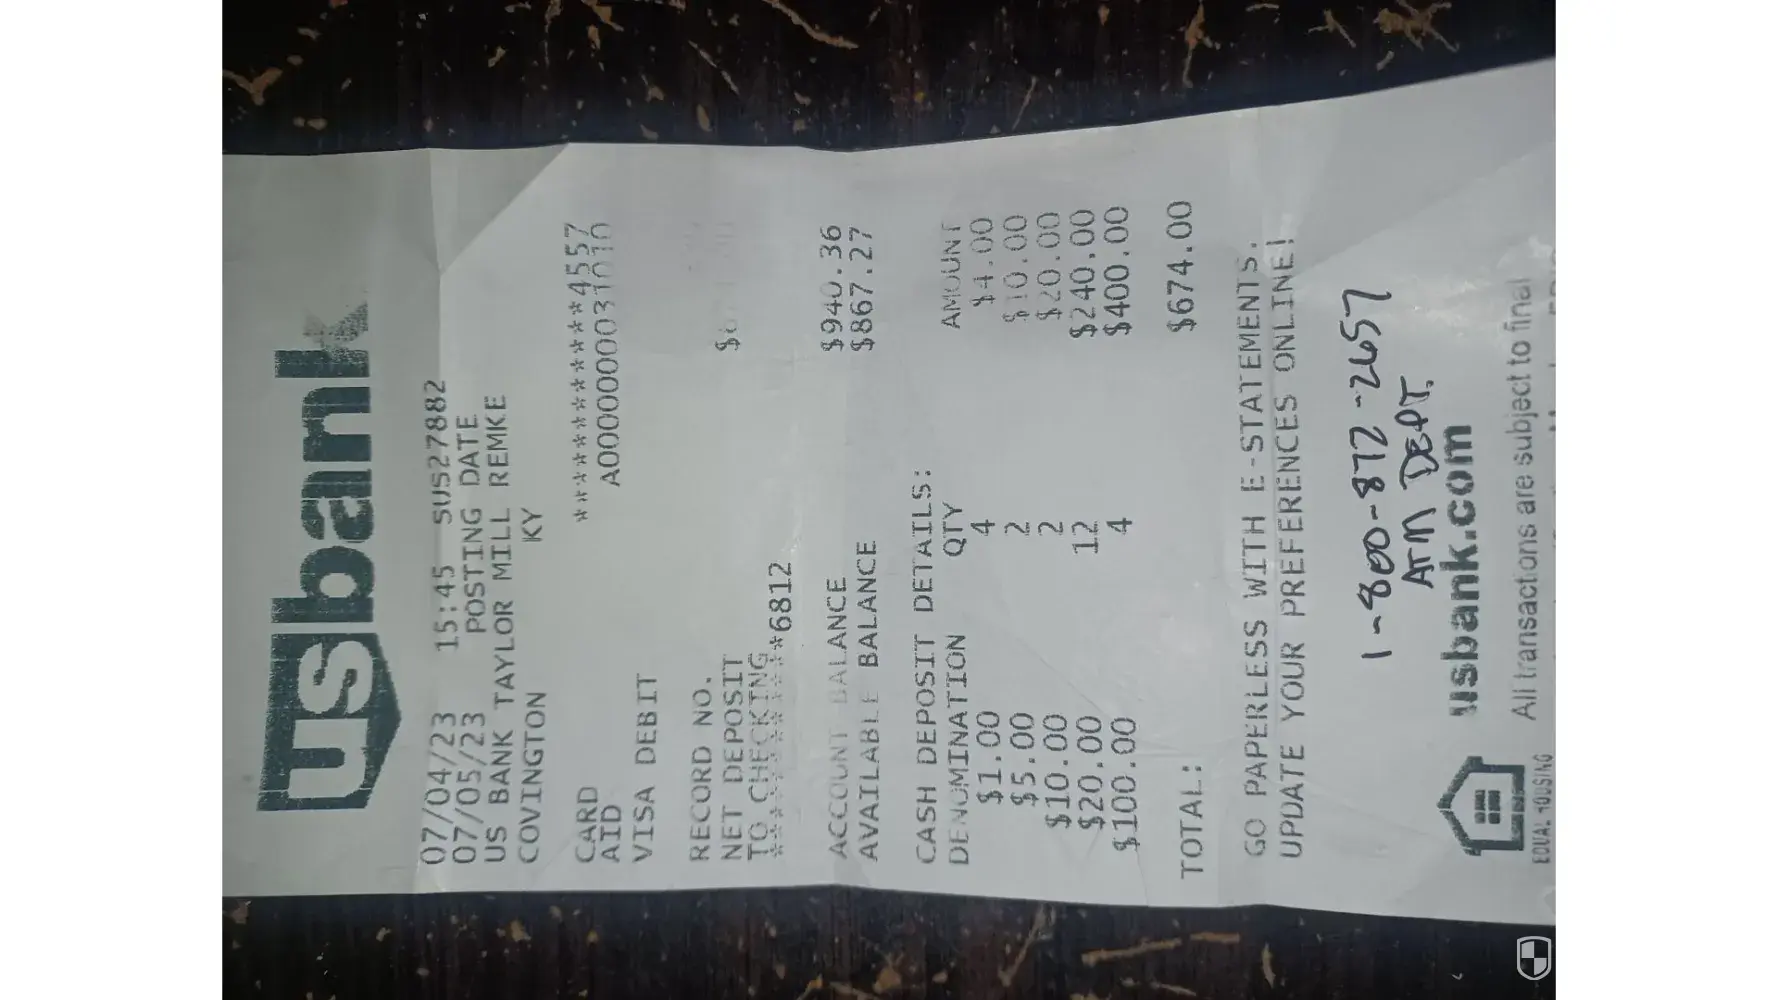 usbank
07/04/23 15:45 SUS27882
07/05/23 POSTING DATE
US BANK TAYLOR MILL REMKE
COVINGTON KY
CARD ************4557
AID A0000000031010
VISA DEBIT
RECORD NO.
NET DEPOSIT
TO CHECKING
***********6812
ACCOUNT BALANCE $940.36
AVAILABLE BALANCE $867.27
CASH DEPOSIT DETAILS:
DENOMINATION QTY AMOUNT
$1.00 4 $4.00
$5.00 2 $10.00
$10.00 2 $20.00
$20.00 12 $240.00
$100.00 4 $400.00
TOTAL: $674.00
GO PAPERLESS WITH E-STATEMENTS.
UPDATE YOUR PREFERENCES ONLINE!
1-800-872-2657
ATM DEPT.
usbank.com
All transactions are subject to final
EQUAL HOUSING